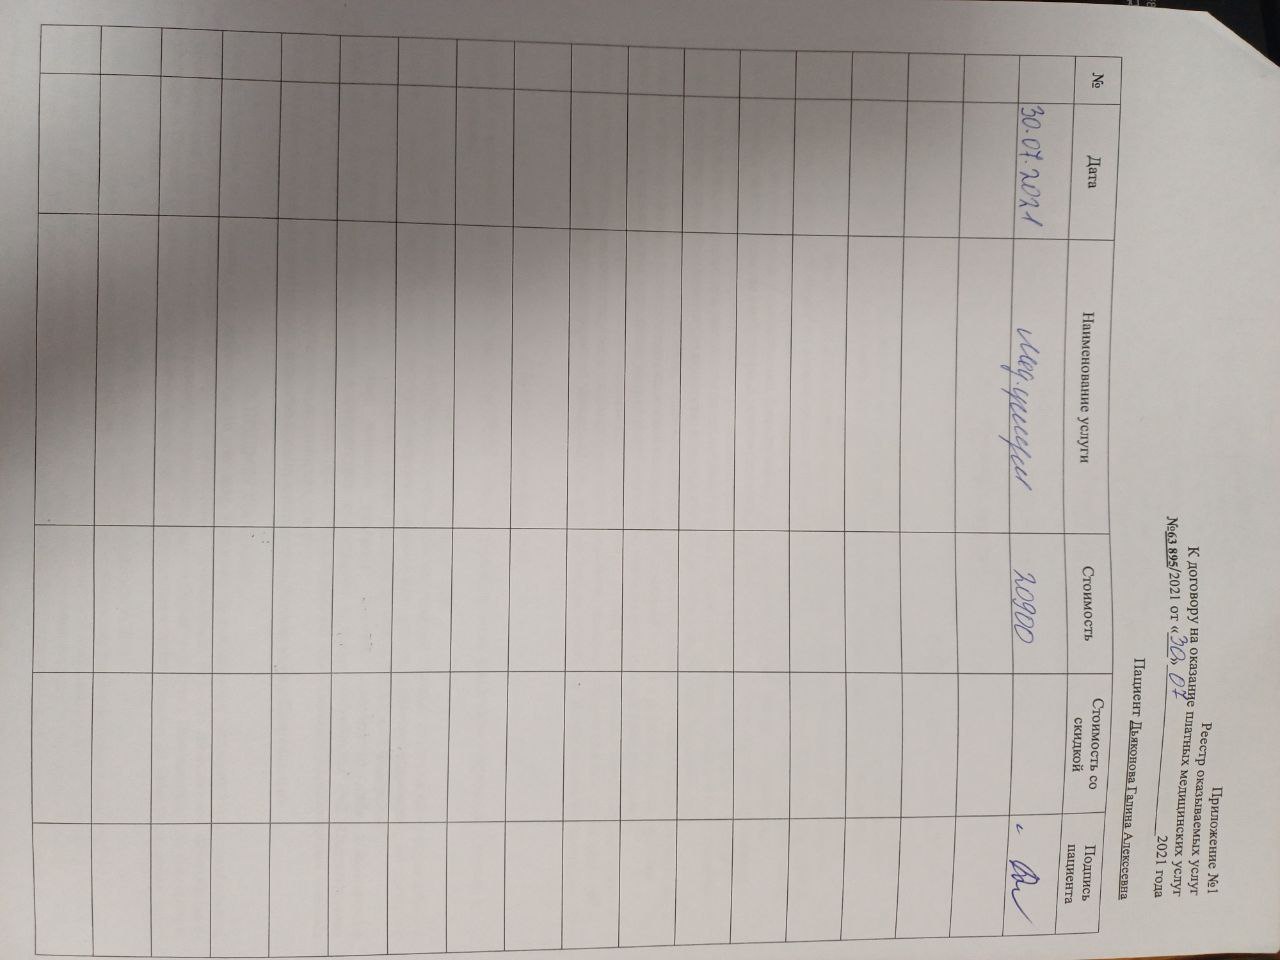 Приложение №1
Реестр оказываемых услуг
К договору на оказание платных медицинских услуг
№63 895/2021 от «30» 07 2021 года
Пациент Дьяконова Галина Алексеевна
№ Дата Наименование услуги Стоимость Стоимость со скидкой Подпись пациента
30.07.2021 Мед. услуги 20900